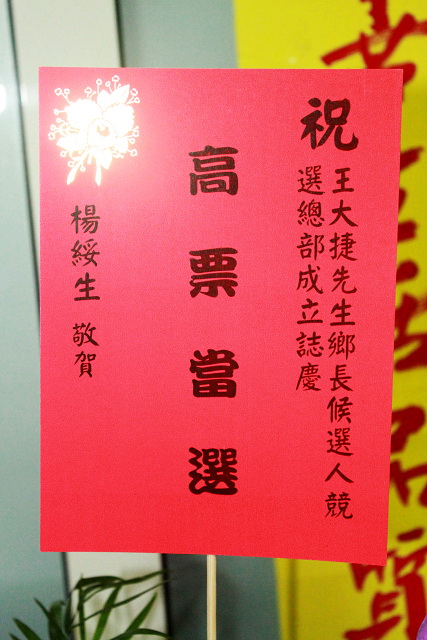 祝
王大捷先生鄉長候選人競
選總部成立誌慶
高票當選
楊綏生 敬賀